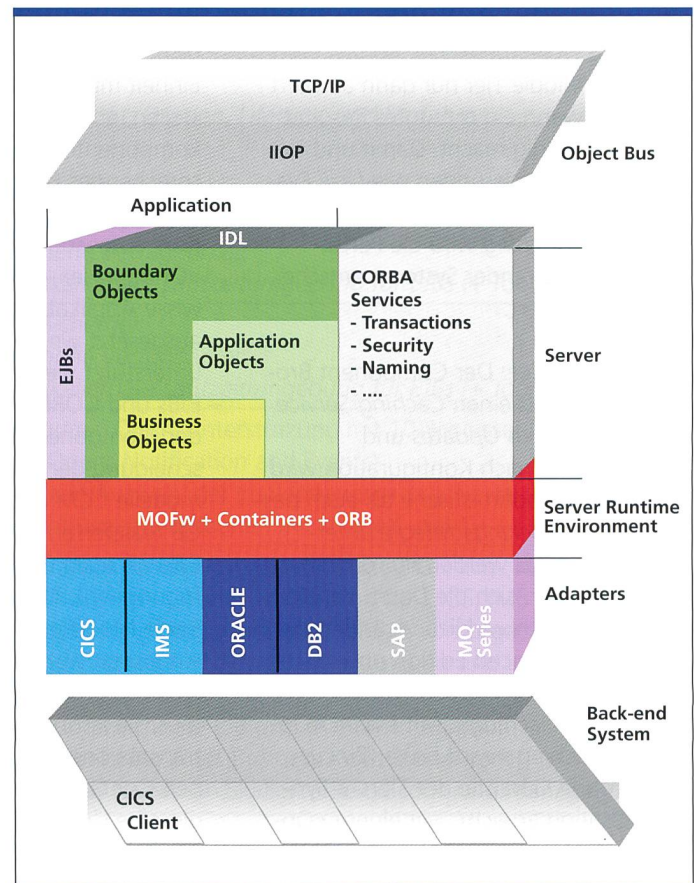 TCP/IP
IIOP
Object Bus
Application
IDL
EJBs
Boundary
Objects
Application
Objects
Business
Objects
CORBA
Services
- Transactions
- Security
- Naming
- ....
Server
MOFw + Containers + ORB
Server Runtime
Environment
CICS
IMS
ORACLE
DB2
SAP
MQ
Series
Adapters
Back-end
System
CICS
Client